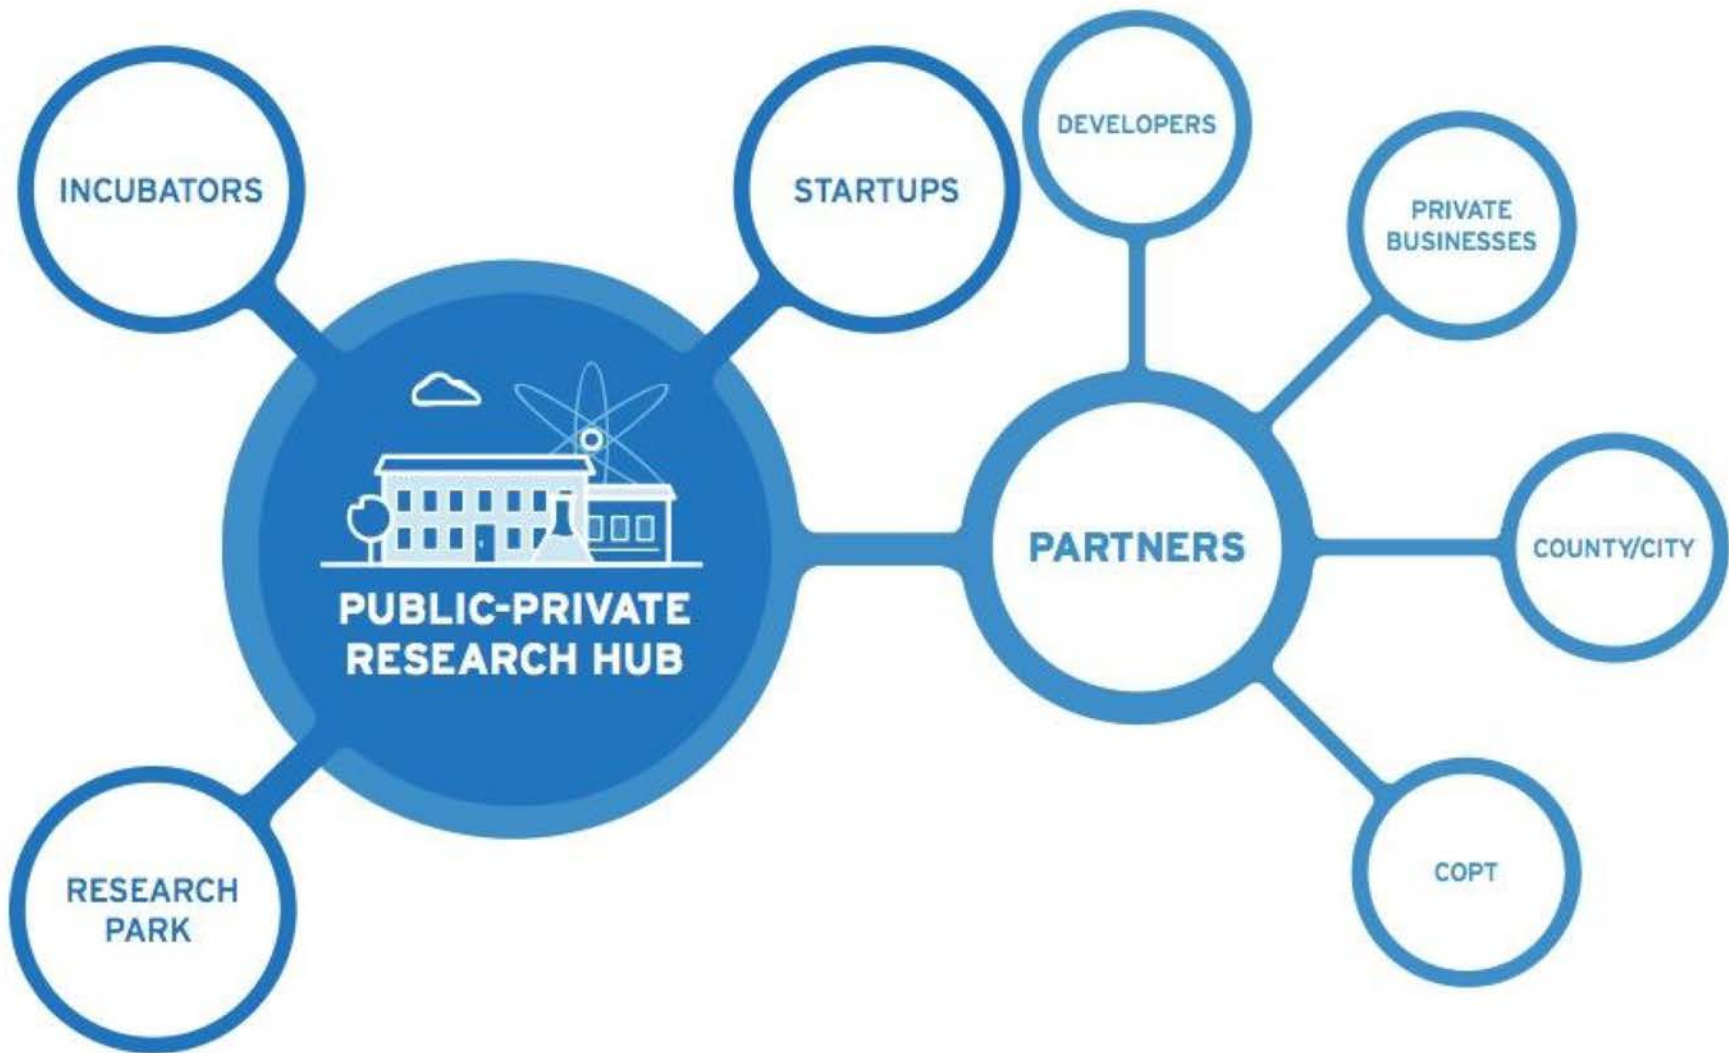 INCUBATORS
STARTUPS
DEVELOPERS
PRIVATE
BUSINESSES
PUBLIC-PRIVATE
RESEARCH HUB
PARTNERS
COUNTY/CITY
RESEARCH
PARK
COPT